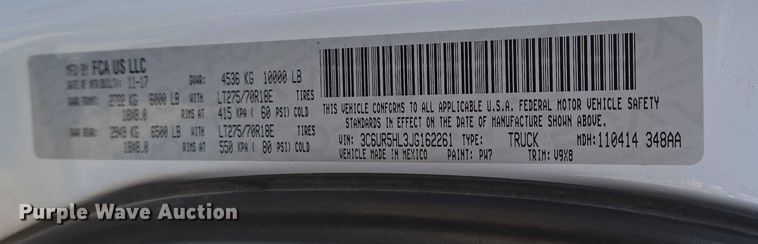 MFD BY FCA US LLC
DATE OF MFR/BUILT: 11-17 GVWR: 4536 KG 10000 LB
GAWR FRONT: 2722 KG 6000 LB WITH LT275/70R18E TIRES
18X8.0 RIMS AT 415 KPA ( 60 PSI) COLD
GAWR REAR: 2949 KG 6500 LB WITH LT275/70R18E TIRES
18X8.0 RIMS AT 550 KPA ( 80 PSI) COLD
THIS VEHICLE CONFORMS TO ALL APPLICABLE U.S.A. FEDERAL MOTOR VEHICLE SAFETY
STANDARDS IN EFFECT ON THE DATE OF MANUFACTURE SHOWN ABOVE.
VIN: 3C6UR5HL3JG162261 TYPE: TRUCK MDH: 110414 348AA
VEHICLE MADE IN MEXICO PAINT: PW7 TRIM: V9X8
Purple Wave Auction